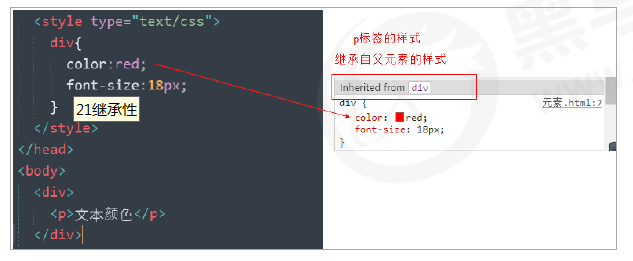 <style type="text/css">
div{
color:red;
font-size:18px;
}
21继承性
</style>
</head>
<body>
<div>
<p>文本颜色</p>
</div>
p标签的样式
继承自父元素的样式
Inherited from div
div {
元素.html:7
color: red;
font-size: 18px;
}